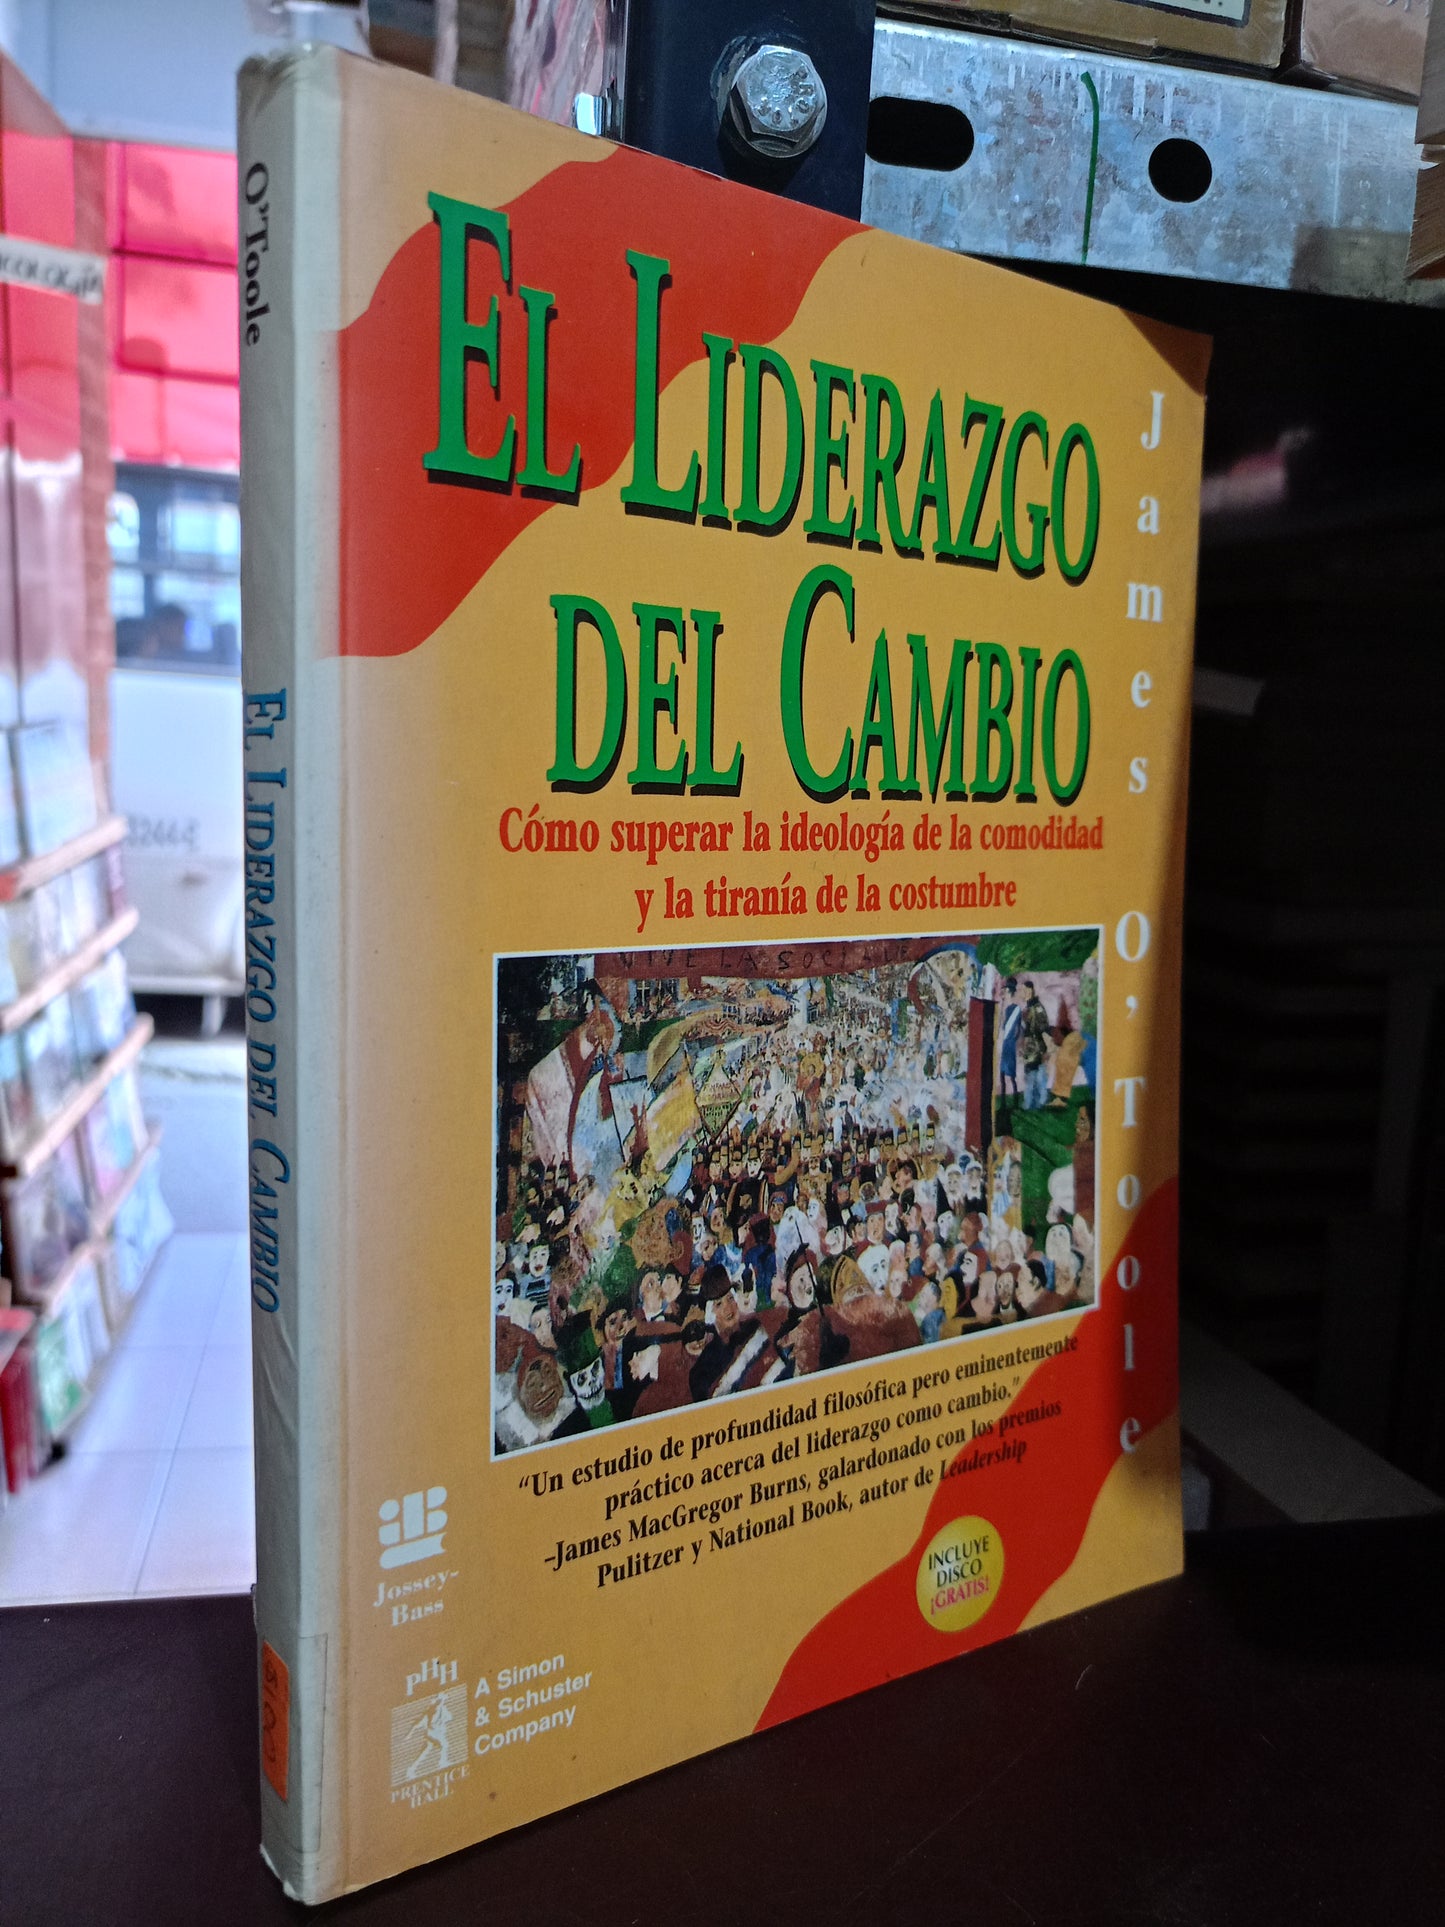 O'Toole
EL LIDERAZGO DEL CAMBIO
EL LIDERAZGO
DEL CAMBIO
Cómo superar la ideología de la comodidad
y la tiranía de la costumbre
James O'Toole
VIVE LA SOCIALE
“Un estudio de profundidad filosófica pero eminentemente
práctico acerca del liderazgo como cambio.”
–James MacGregor Burns, galardonado con los premios
Pulitzer y National Book, autor de Leadership
INCLUYE
DISCO
¡GRATIS!
Jossey-
Bass
PHH
PRENTICE
HALL
A Simon
& Schuster
Company